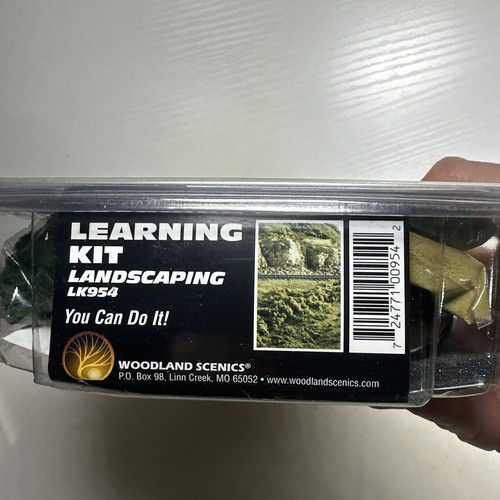 LEARNING
KIT
LANDSCAPING
LK954
You Can Do It!
WOODLAND SCENICS®
P.O. Box 98, Linn Creek, MO 65052 • www.woodlandscenics.com
7 24771 00954 2